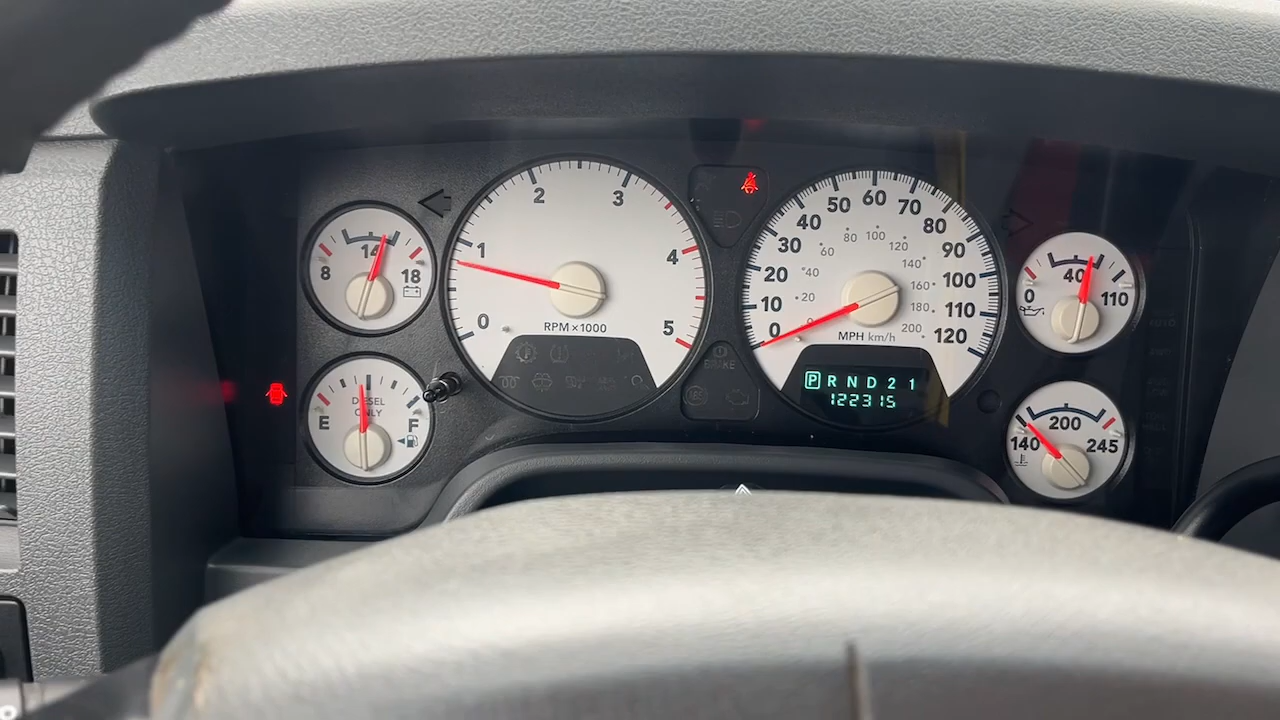 8 14 18
1 2 3 4 5 0
RPM x1000
E DIESEL ONLY F
0 10 20 30 40 50 60 70 80 90 100 110 120
20 40 60 80 100 120 140 160 180 200
MPH km/h
P R N D 2 1
122315
BRAKE
ABS
0 40 110
140 200 245